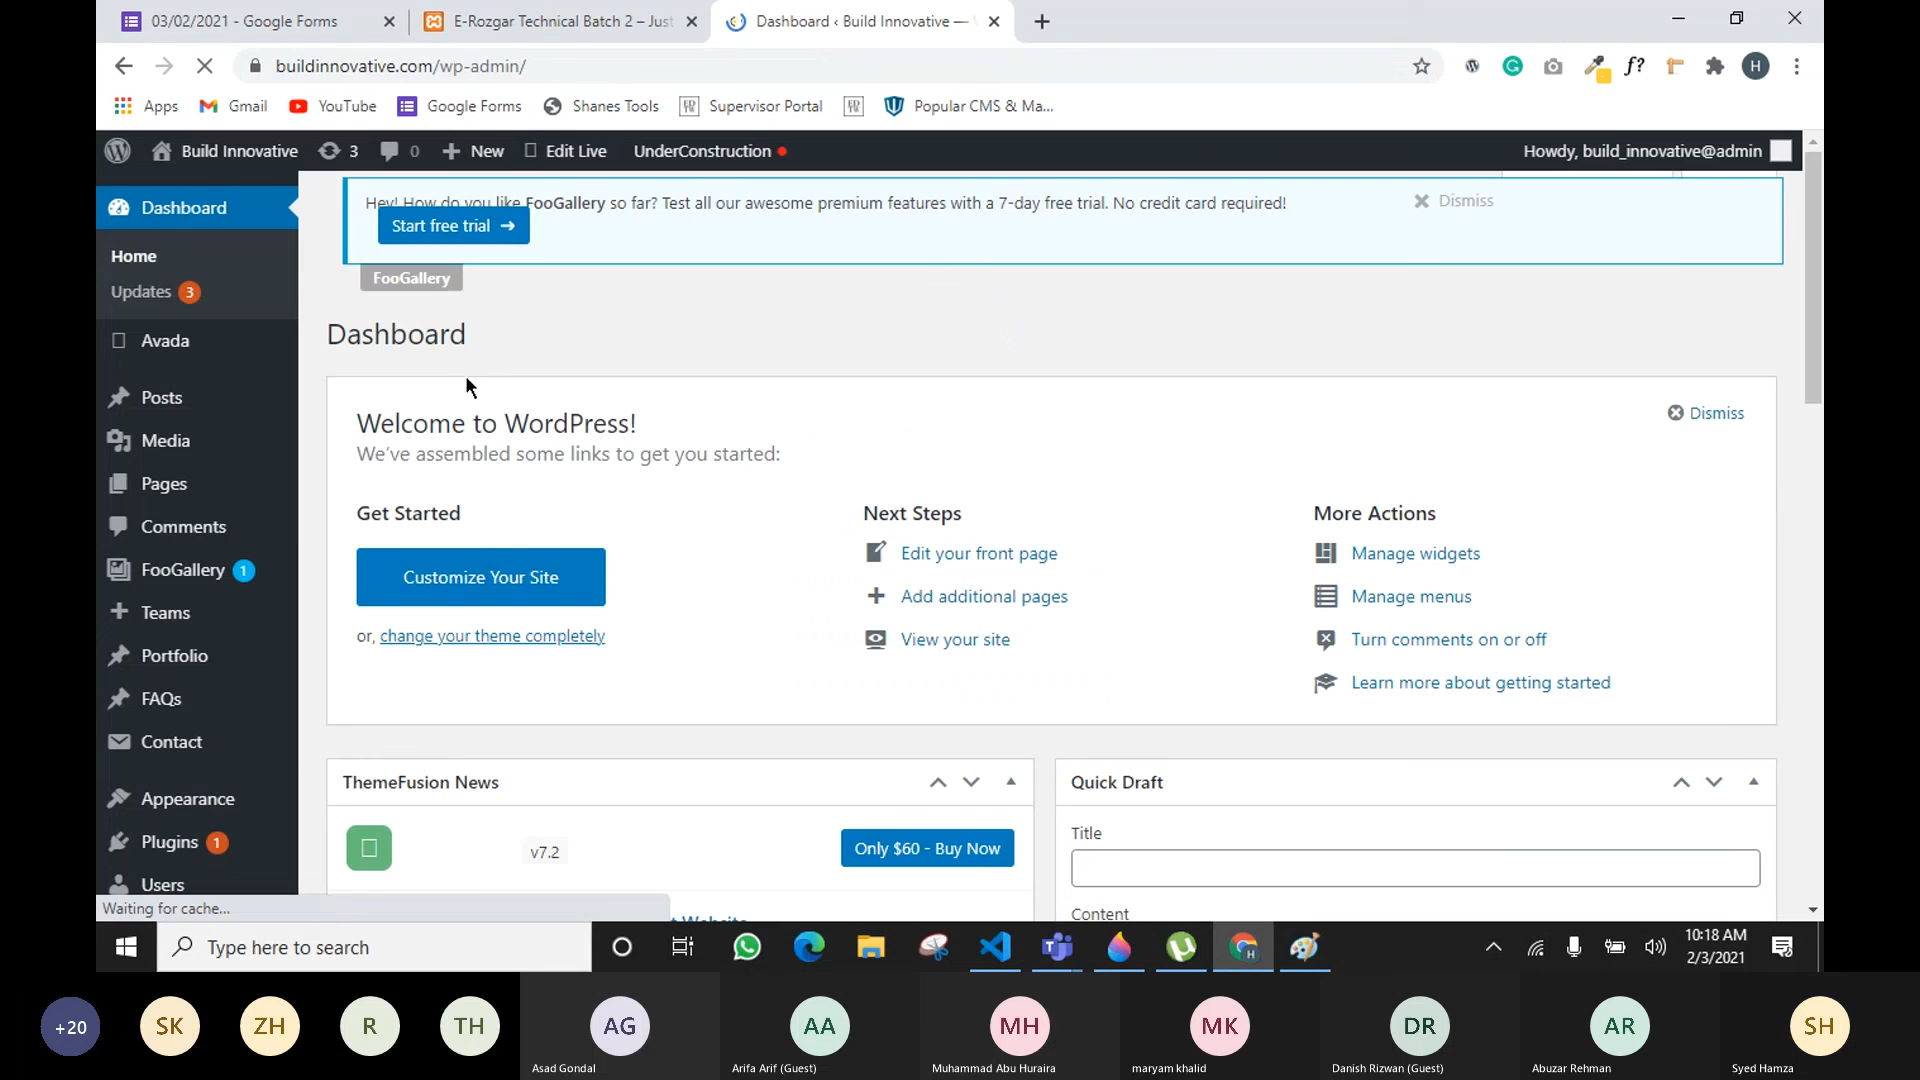 03/02/2021 - Google Forms
E-Rozgar Technical Batch 2 – Just
Dashboard ‹ Build Innovative —
buildinnovative.com/wp-admin/
f?
H
Apps
Gmail
YouTube
Google Forms
Shanes Tools
Supervisor Portal
Popular CMS & Ma...
Build Innovative
3
0
New
Edit Live
UnderConstruction
Howdy, build_innovative@admin
Dashboard
Home
Updates 3
Avada
Posts
Media
Pages
Comments
FooGallery 1
Teams
Portfolio
FAQs
Contact
Appearance
Plugins 1
Users
Waiting for cache...
Hey! How do you like FooGallery so far? Test all our awesome premium features with a 7-day free trial. No credit card required!
Start free trial →
Dismiss
FooGallery
Dashboard
Welcome to WordPress!
We've assembled some links to get you started:
Dismiss
Get Started
Customize Your Site
or, change your theme completely
Next Steps
Edit your front page
Add additional pages
View your site
More Actions
Manage widgets
Manage menus
Turn comments on or off
Learn more about getting started
ThemeFusion News
v7.2
Only $60 - Buy Now
Quick Draft
Title
Content
Type here to search
10:18 AM
2/3/2021
+20
SK
ZH
R
TH
AG
Asad Gondal
AA
Arifa Arif (Guest)
MH
Muhammad Abu Huraira
MK
maryam khalid
DR
Danish Rizwan (Guest)
AR
Abuzar Rehman
SH
Syed Hamza